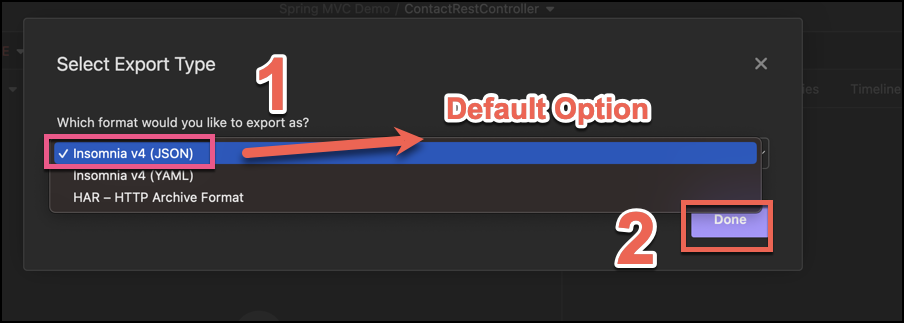 Spring MVC Demo / ContactRestController
Select Export Type
1
Default Option
Which format would you like to export as?
✓ Insomnia v4 (JSON)
Insomnia v4 (YAML)
HAR – HTTP Archive Format
Done
2
Timeline